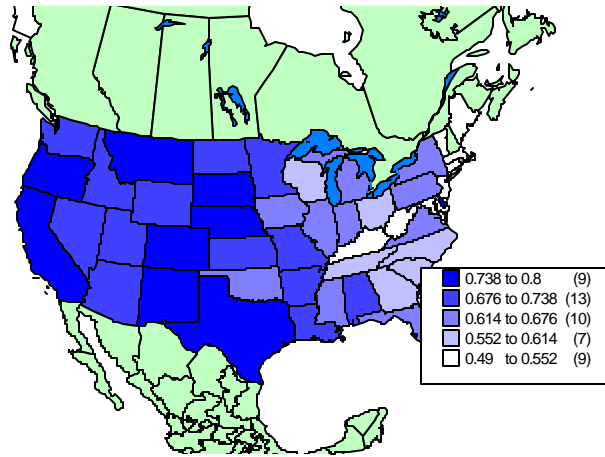 0.738 to 0.8 (9)
0.676 to 0.738 (13)
0.614 to 0.676 (10)
0.552 to 0.614 (7)
0.49 to 0.552 (9)